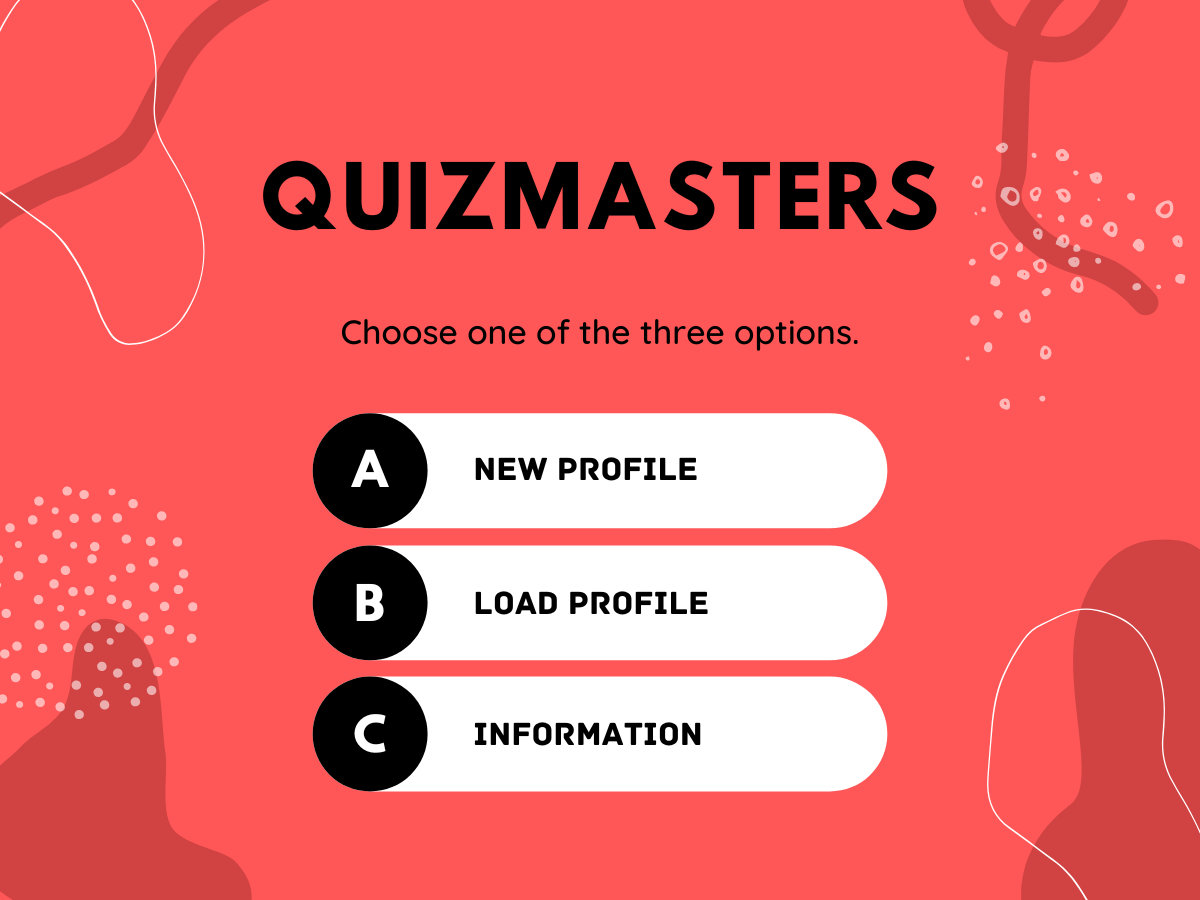 QUIZMASTERS
Choose one of the three options.
A NEW PROFILE
B LOAD PROFILE
C INFORMATION